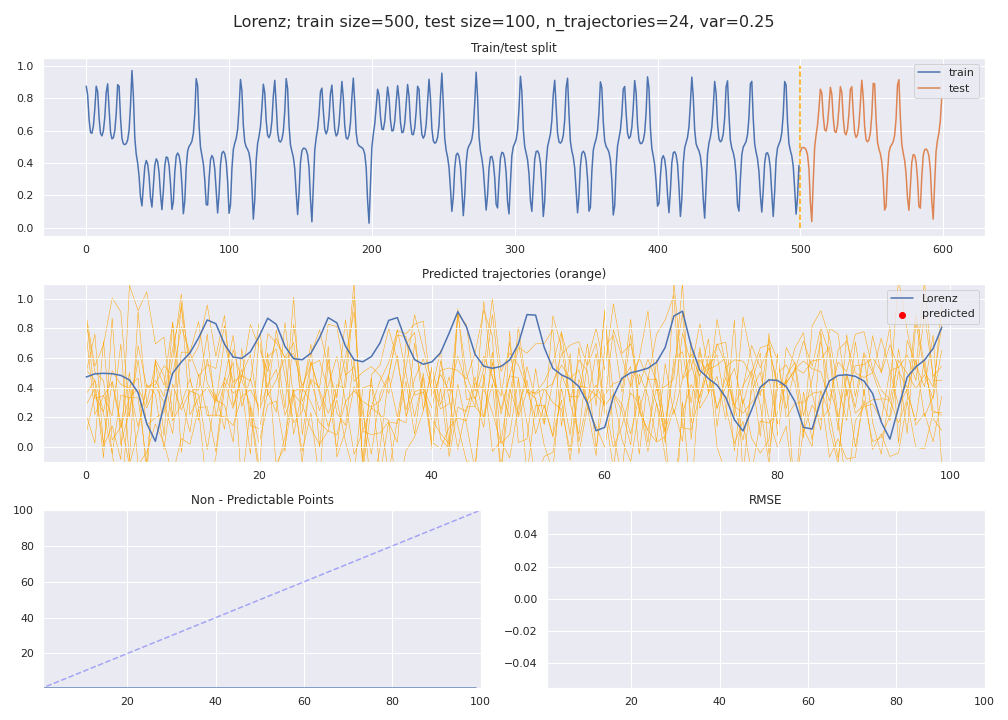 Lorenz; train size=500, test size=100, n_trajectories=24, var=0.25
Train/test split
1.0
0.8
0.6
0.4
0.2
0.0
train
test
0 100 200 300 400 500 600
Predicted trajectories (orange)
1.0
0.8
0.6
0.4
0.2
0.0
Lorenz
predicted
0 20 40 60 80 100
Non - Predictable Points
100
80
60
40
20
20 40 60 80 100
RMSE
0.04
0.02
0.00
−0.02
−0.04
20 40 60 80 100